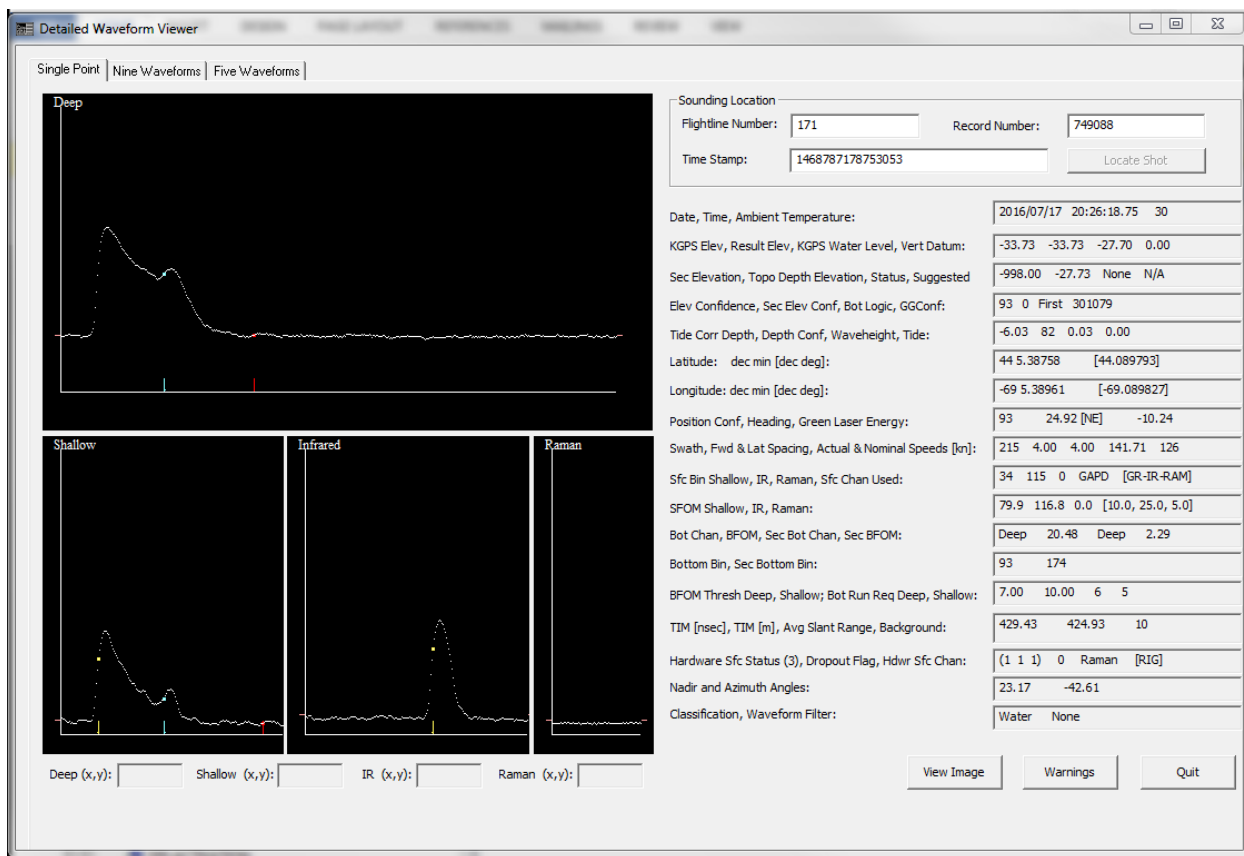 Detailed Waveform Viewer
DESIGN PAGE LAYOUT REFERENCES MAILINGS REVIEW VIEW
Single Point Nine Waveforms Five Waveforms
Deep
Shallow
Infrared
Raman
Deep (x,y): Shallow (x,y): IR (x,y): Raman (x,y):
Sounding Location
Flightline Number: 171 Record Number: 749088
Time Stamp: 1468787178753053 Locate Shot
Date, Time, Ambient Temperature: 2016/07/17 20:26:18.75 30
KGPS Elev, Result Elev, KGPS Water Level, Vert Datum: -33.73 -33.73 -27.70 0.00
Sec Elevation, Topo Depth Elevation, Status, Suggested -998.00 -27.73 None N/A
Elev Confidence, Sec Elev Conf, Bot Logic, GGConf: 93 0 First 301079
Tide Corr Depth, Depth Conf, Waveheight, Tide: -6.03 82 0.03 0.00
Latitude: dec min [dec deg]: 44 5.38758 [44.089793]
Longitude: dec min [dec deg]: -69 5.38961 [-69.089827]
Position Conf, Heading, Green Laser Energy: 93 24.92 [NE] -10.24
Swath, Fwd & Lat Spacing, Actual & Nominal Speeds [kn]: 215 4.00 4.00 141.71 126
Sfc Bin Shallow, IR, Raman, Sfc Chan Used: 34 115 0 GAPD [GR-IR-RAM]
SFOM Shallow, IR, Raman: 79.9 116.8 0.0 [10.0, 25.0, 5.0]
Bot Chan, BFOM, Sec Bot Chan, Sec BFOM: Deep 20.48 Deep 2.29
Bottom Bin, Sec Bottom Bin: 93 174
BFOM Thresh Deep, Shallow; Bot Run Req Deep, Shallow: 7.00 10.00 6 5
TIM [nsec], TIM [m], Avg Slant Range, Background: 429.43 424.93 10
Hardware Sfc Status (3), Dropout Flag, Hdwr Sfc Chan: (1 1 1) 0 Raman [RIG]
Nadir and Azimuth Angles: 23.17 -42.61
Classification, Waveform Filter: Water None
View Image Warnings Quit